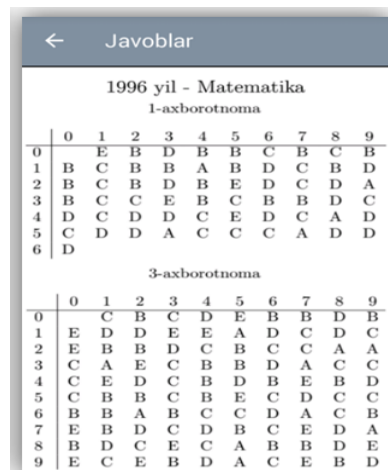 ← Javoblar
1996 yil - Matematika
1-axborotnoma
0 1 2 3 4 5 6 7 8 9
0 E B D B B C B C B
1 B C B B A B D C B D
2 B C B D B E D C D A
3 B C C E B C B B D C
4 D C D D C E D C A D
5 C D D A C C C A D D
6 D
3-axborotnoma
0 1 2 3 4 5 6 7 8 9
0 C B C D E B B D B
1 E D D E E A D C D C
2 E B B D C B C C A A
3 C A E C B B D A C C
4 C E D C B D B E B D
5 C B B C B E C D C C
6 B B A B C C D A C B
7 E B D C D B C E D A
8 B D C E C A B B D E
9 E C E B D A C E B D